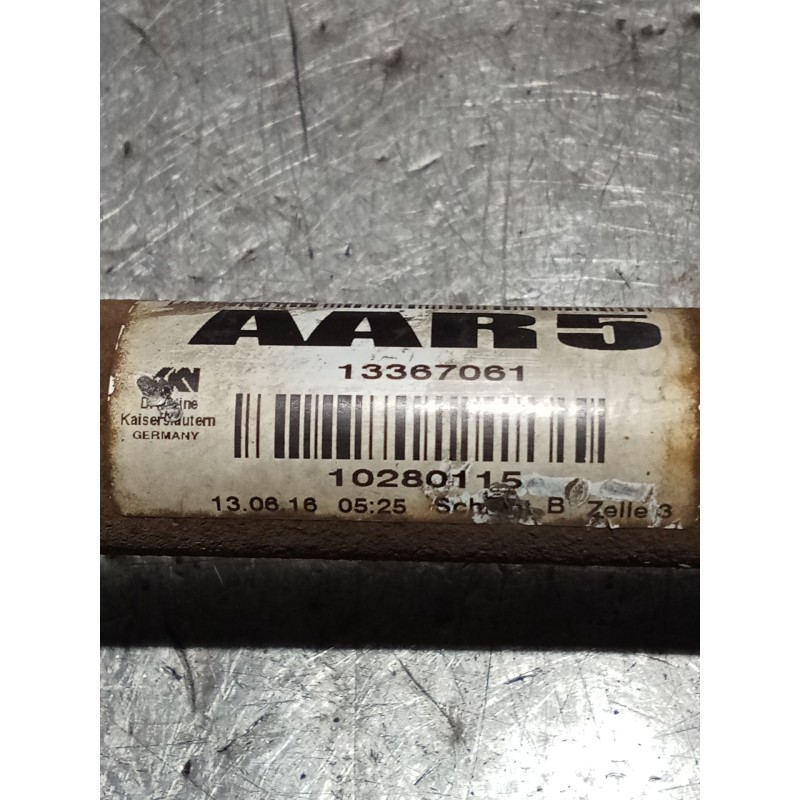 AAR5
13367061
Kaiserslautern
GERMANY
10280115
13.06.16 05:25 B Zelle 3